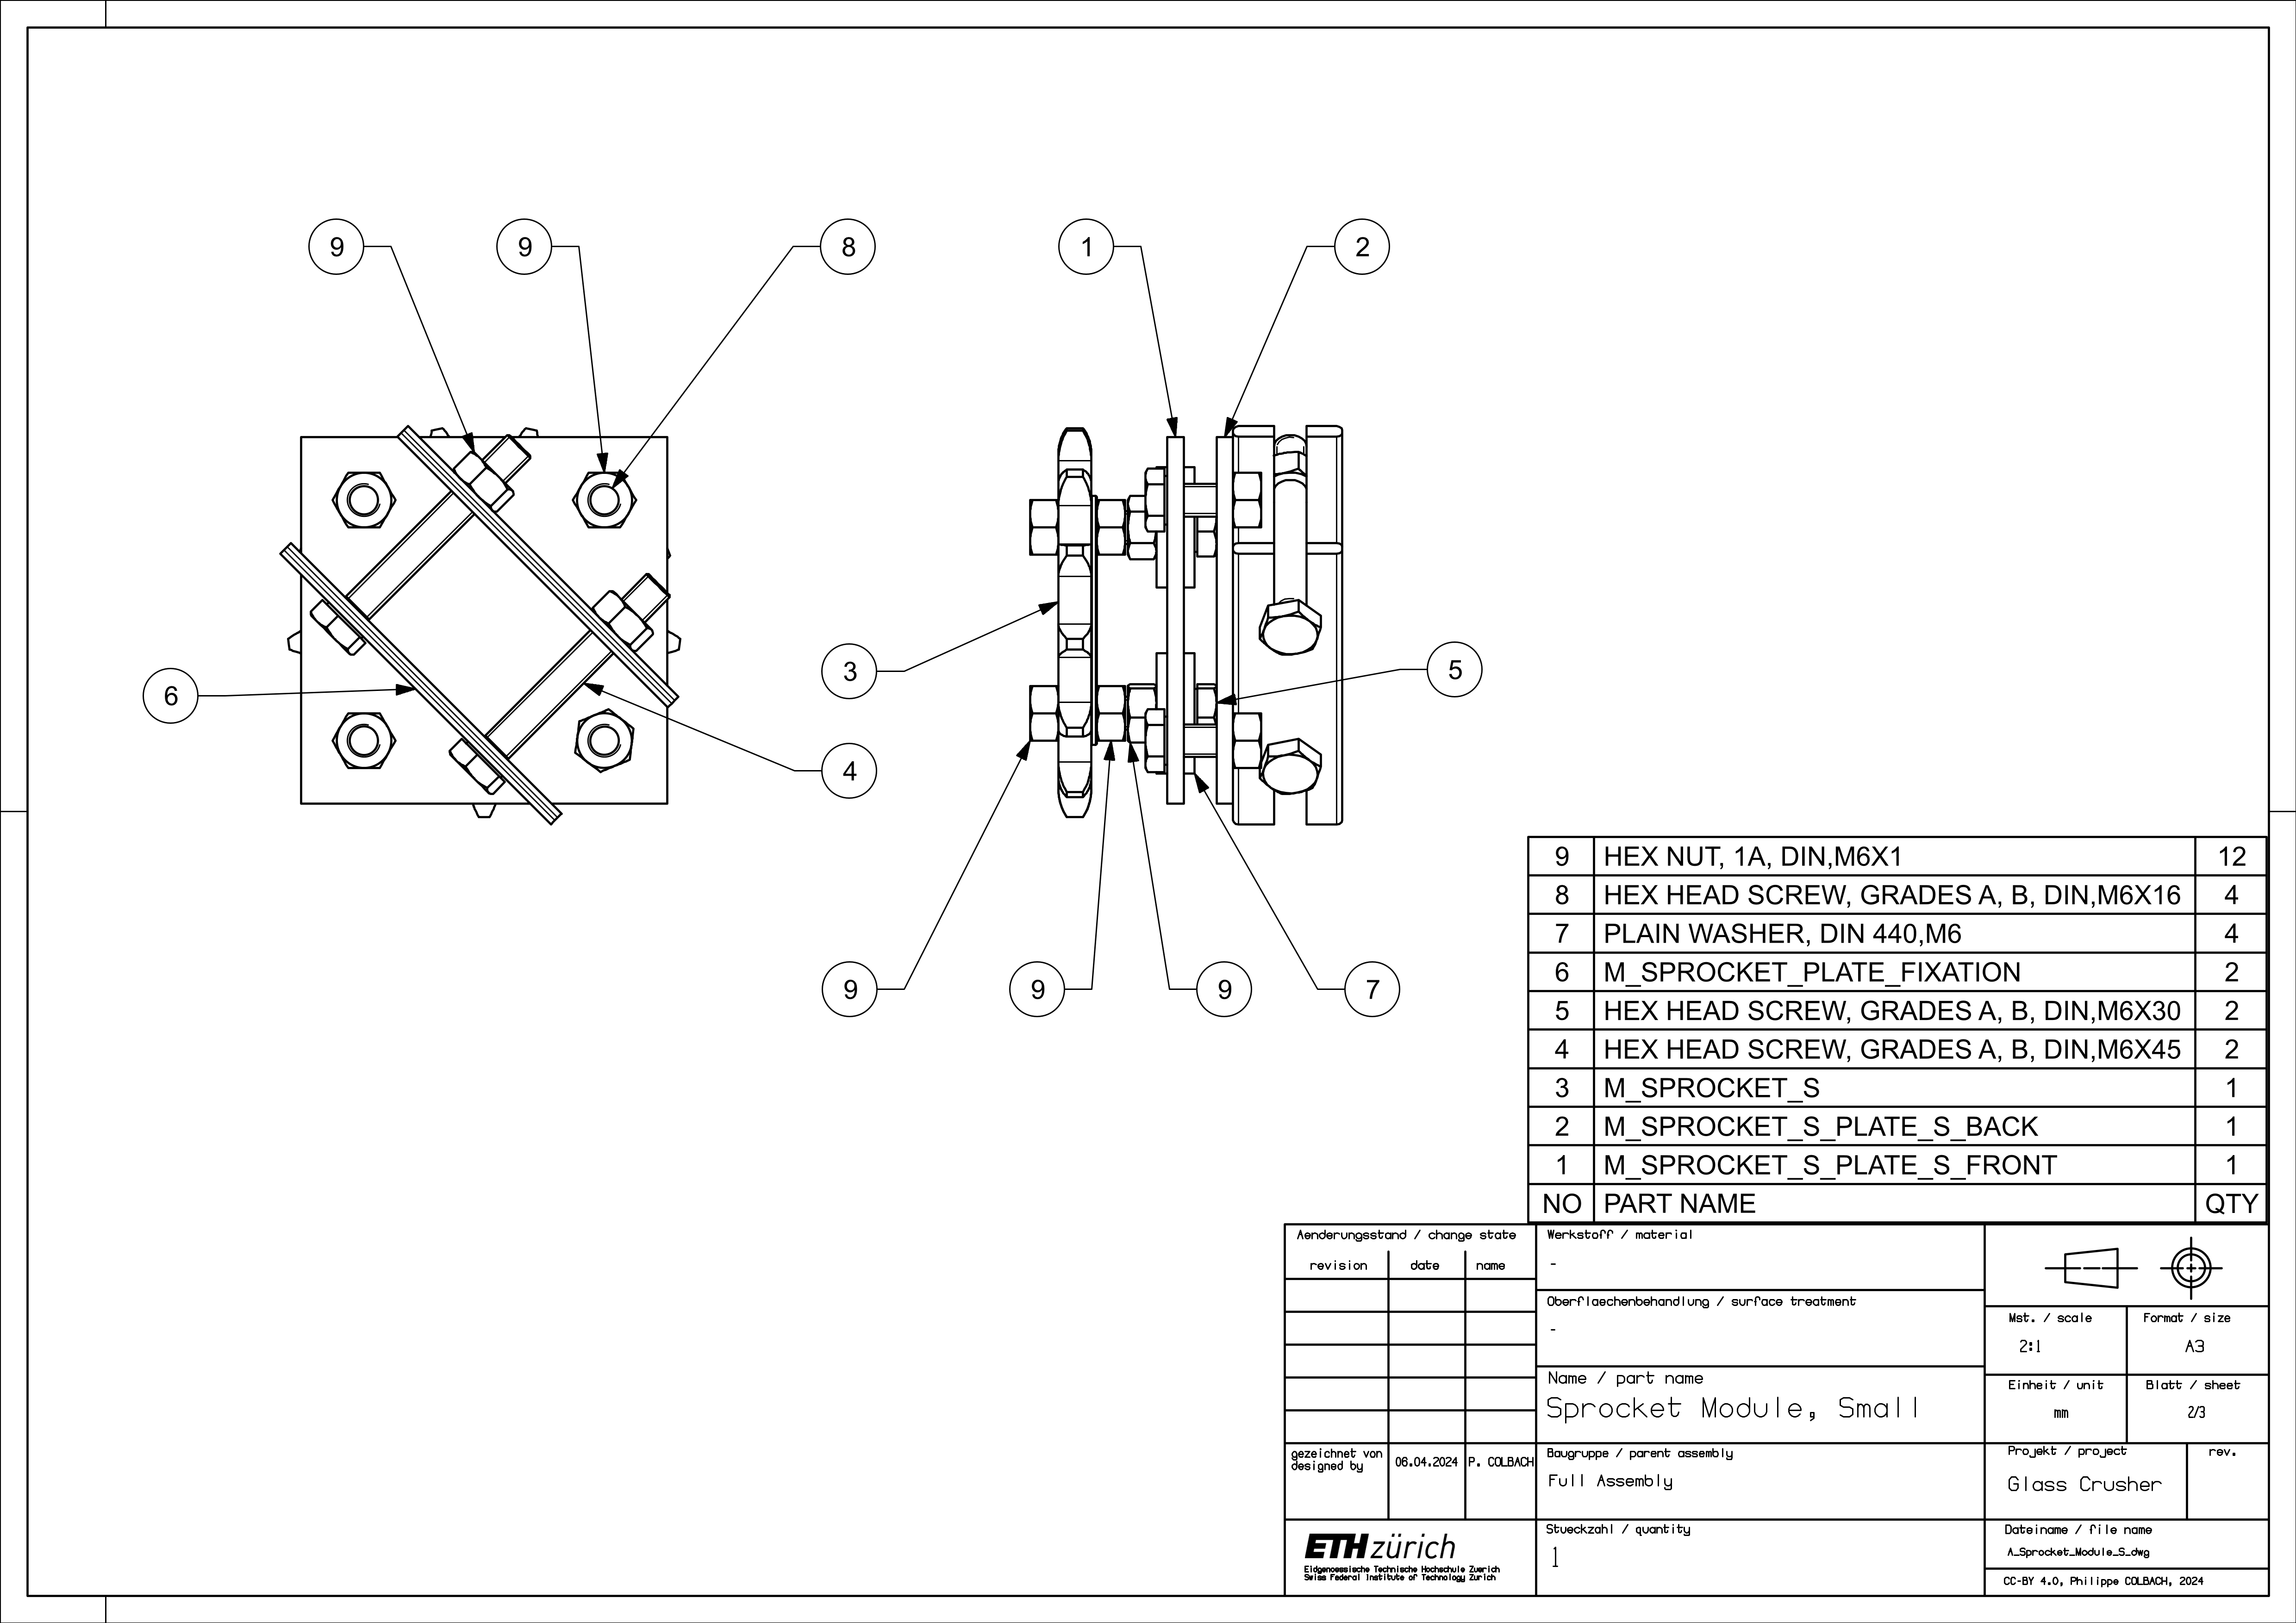 9
9
8
1
2
3
5
6
4
9
9
9
7
9 HEX NUT, 1A, DIN,M6X1 12
8 HEX HEAD SCREW, GRADES A, B, DIN,M6X16 4
7 PLAIN WASHER, DIN 440,M6 4
6 M_SPROCKET_PLATE_FIXATION 2
5 HEX HEAD SCREW, GRADES A, B, DIN,M6X30 2
4 HEX HEAD SCREW, GRADES A, B, DIN,M6X45 2
3 M_SPROCKET_S 1
2 M_SPROCKET_S_PLATE_S_BACK 1
1 M_SPROCKET_S_PLATE_S_FRONT 1
NO PART NAME QTY
Aenderungsstand / change state
revision date name
gezeichnet von
designed by
06.04.2024 P. COLBACH
ETH zürich
Eidgenoessische Technische Hochschule Zuerich
Swiss Federal Institute of Technology Zurich
Werkstoff / material
-
Oberflaechenbehandlung / surface treatment
-
Name / part name
Sprocket Module, Small
Baugruppe / parent assembly
Full Assembly
Stueckzahl / quantity
1
Mst. / scale
2:1
Format / size
A3
Einheit / unit
mm
Blatt / sheet
2/3
Projekt / project
Glass Crusher
rev.
Dateiname / file name
A_Sprocket_Module_S_dwg
CC-BY 4.0, Philippe COLBACH, 2024